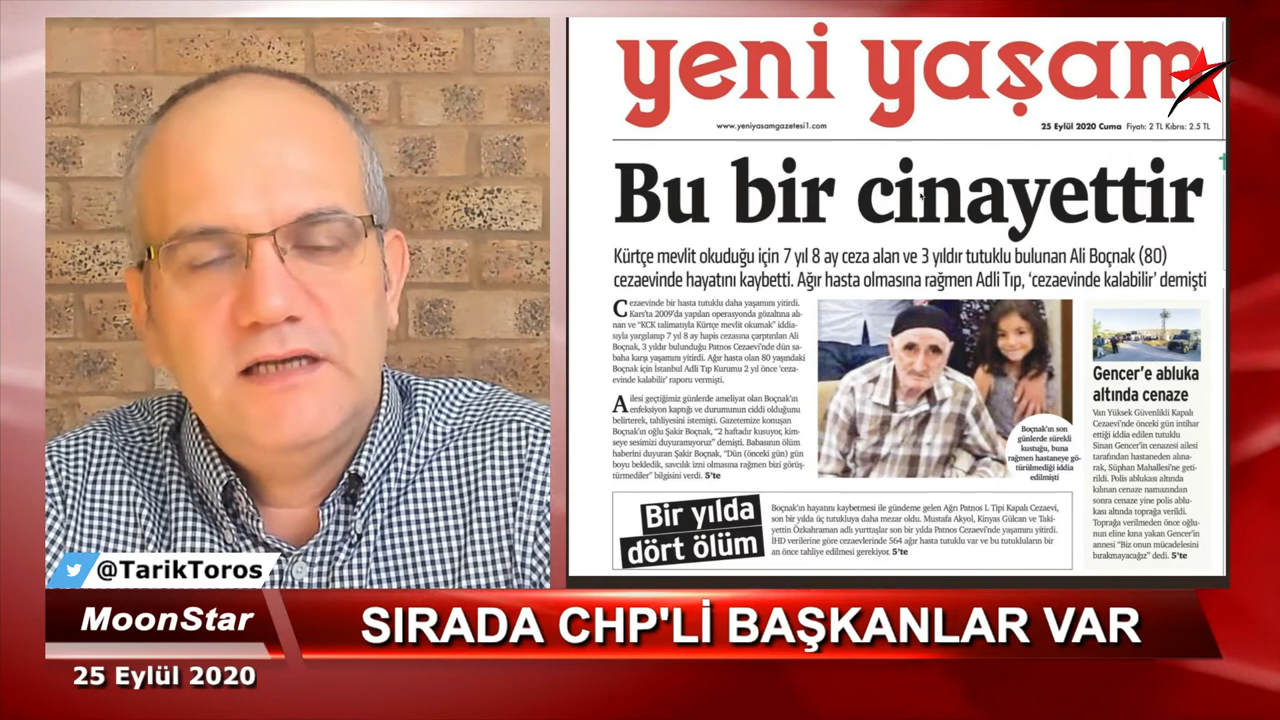 yeni yaşam
www.yeniyasamgazetesi1.com
25 Eylül 2020 Cuma Fiyatı: 2 TL Kıbrıs: 2.5 TL
Bu bir cinayettir
Kürtçe mevlit okuduğu için 7 yıl 8 ay ceza alan ve 3 yıldır tutuklu bulunan Ali Boçnak (80)
cezaevinde hayatını kaybetti. Ağır hasta olmasına rağmen Adli Tıp, ‘cezaevinde kalabilir’ demişti
Cezaevinde bir hasta tutuklu daha yaşamını yitirdi.
Kars’ta 2009’da yapılan operasyonda gözaltına alı-
nan ve “KCK talimatıyla Kürtçe mevlit okumak” iddia-
sıyla yargılanıp 7 yıl 8 ay hapis cezasına çarptırılan Ali
Boçnak, 3 yıldır bulunduğu Patnos Cezaevi’nde dün sa-
baha karşı yaşamını yitirdi. Ağır hasta olan 80 yaşındaki
Boçnak için İstanbul Adli Tıp Kurumu 2 yıl önce ‘ceza-
evinde kalabilir’ raporu vermişti.
Ailesi geçtiğimiz günlerde ameliyat olan Boçnak’ın
enfeksiyon kaptığı ve durumunun ciddi olduğunu
belirterek, tahliyesini istemişti. Gazetemize konuşan
Boçnak’ın oğlu Şakir Boçnak, “2 haftadır kusuyor, kim-
seye sesimizi duyuramıyoruz” demişti. Babasının ölüm
haberini duyuran Şakir Boçnak, “Dün (önceki gün) gün
boyu bekledik, savcılık izni olmasına rağmen bizi görüş-
türmediler” bilgisini verdi. 5’te
Boçnak’ın son
günlerde sürekli
kustuğu, buna
rağmen hastaneye gö-
türülmediği iddia
edilmişti
Gencer’e abluka
altında cenaze
Van Yüksek Güvenlikli Kapalı
Cezaevi’nde önceki gün intihar
ettiği idda edilen tutuklu
Sinan Gencer’in cenazesi ailesi
tarafından hastaneden alına-
rak, Süphan Mahallesi’ne geti-
rildi. Polis ablukası altında
kılınan cenaze namazından
sonra cenaze yine polis ablu-
kası altında toprağa verildi.
Toprağa verilmeden önce oğlu-
nun eline kına yakan Gencer’in
annesi “Biz onun mücadelesini
bırakmayacağız” dedi. 5’te
Bir yılda
dört ölüm
Boçnak’ın hayatını kaybetmesi ile gündeme gelen Ağrı Patnos L Tipi Kapalı Cezaevi,
son bir yılda üç tutukluya daha mezar oldu. Mustafa Akyol, Kinyas Gülcan ve Taki-
yettin Özkahraman adlı yurttaşlar son bir yılda Patnos Cezaevi’nde yaşamını yitirdi.
İHD verilerine göre cezaevlerinde 564 ağır hasta tutuklu var ve bu tutukluların bir
an önce tahliye edilmesi gerekiyor. 5’te
@TarikToros
MoonStar
SIRADA CHP'Lİ BAŞKANLAR VAR
25 Eylül 2020